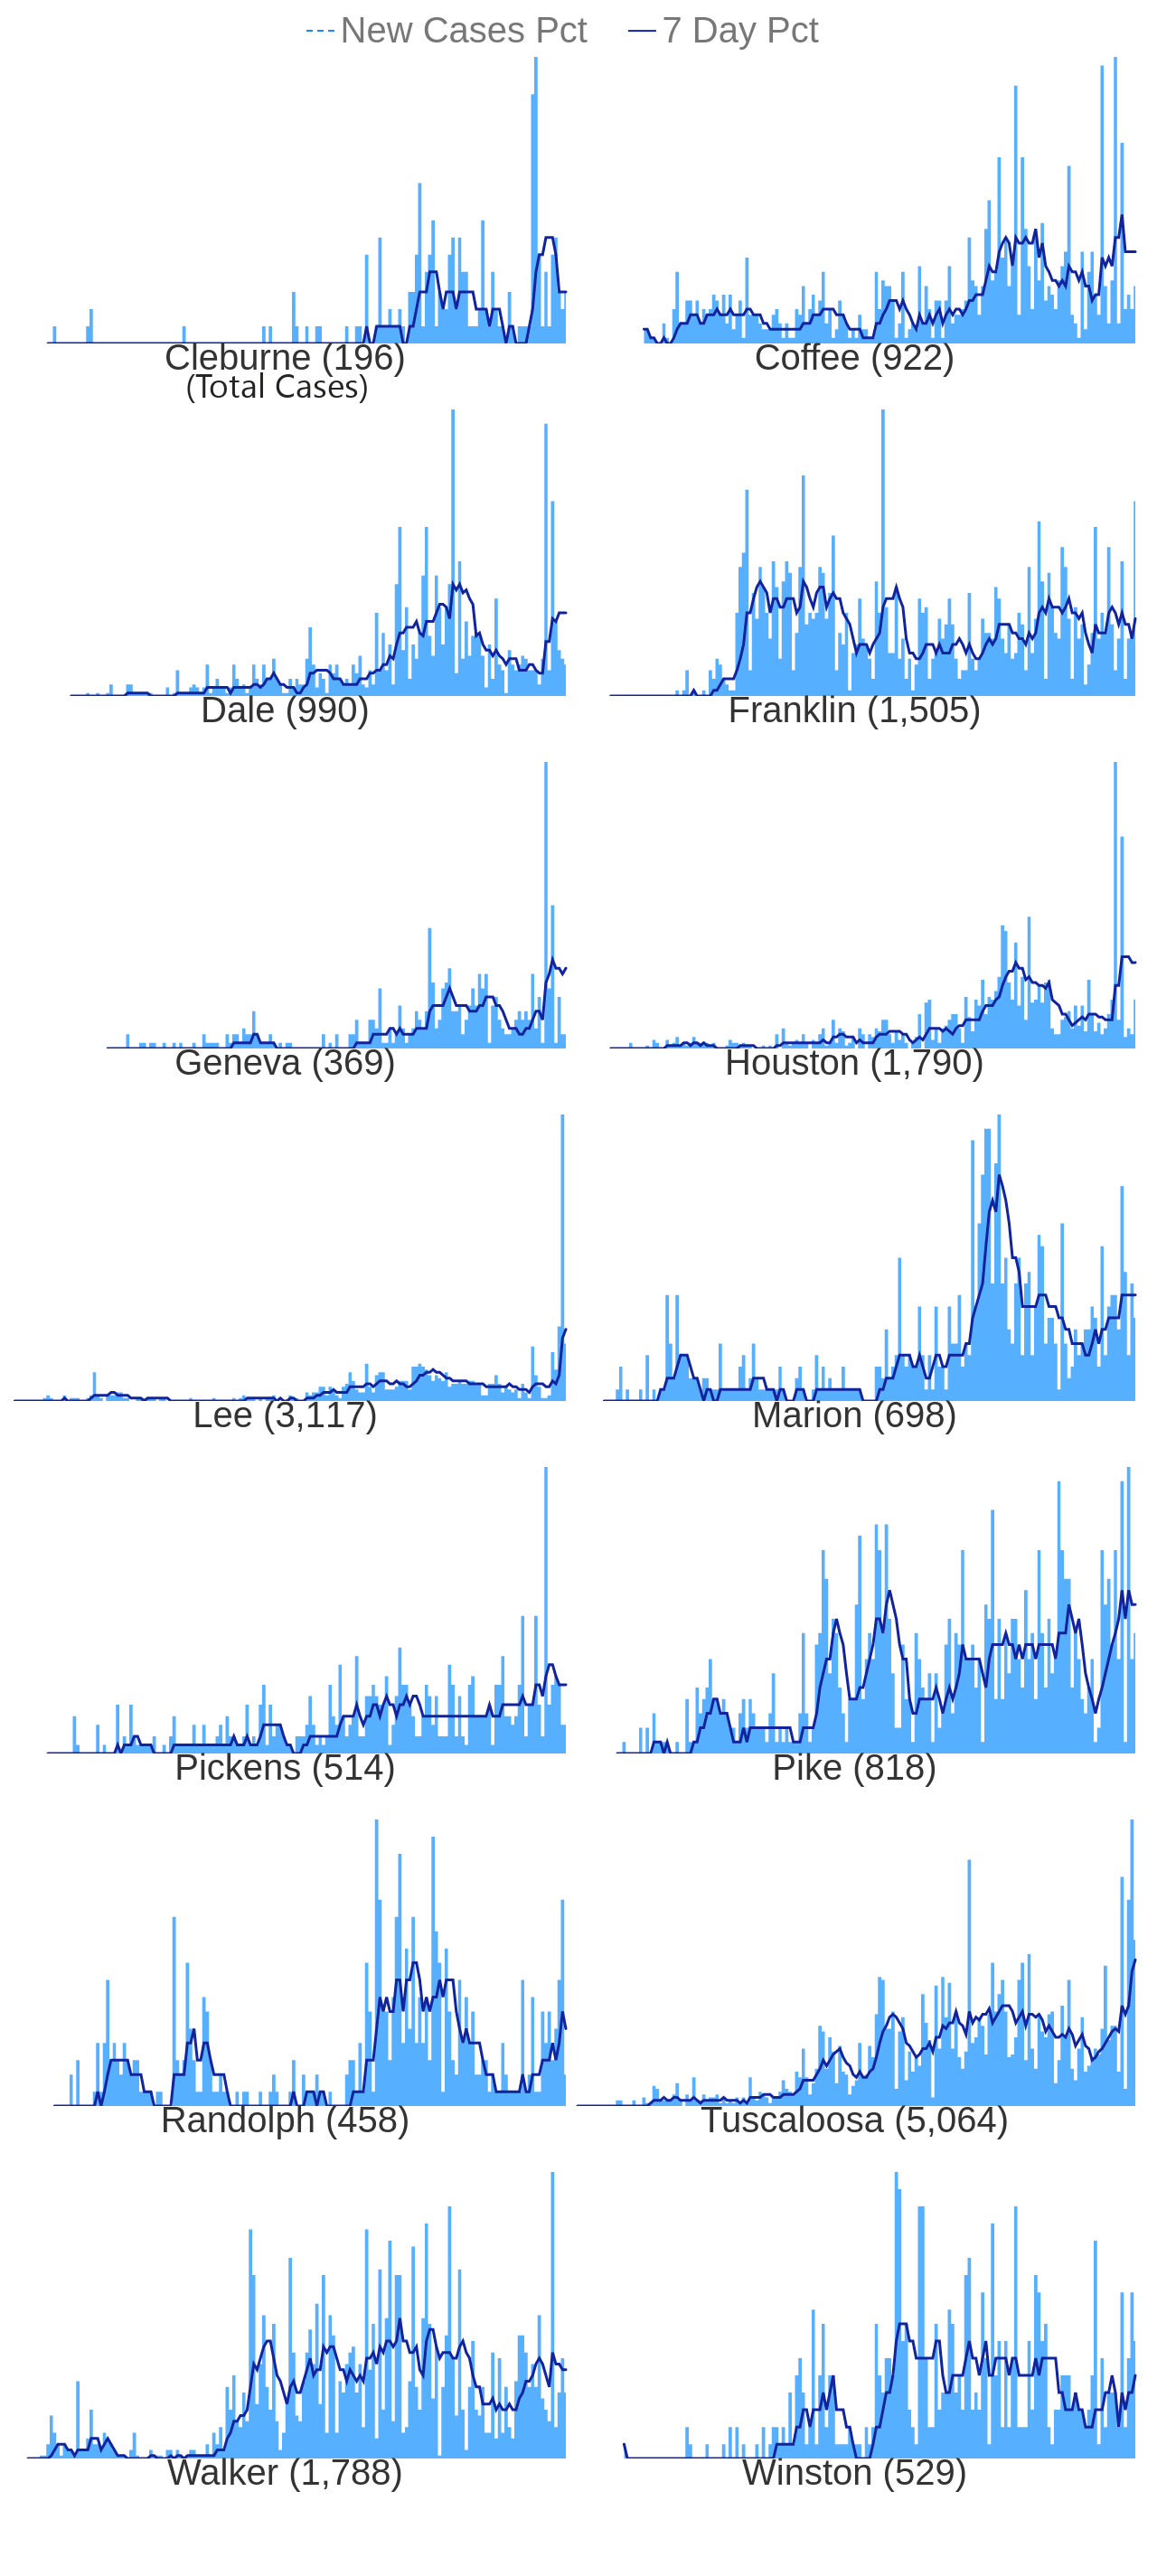 New Cases Pct 7 Day Pct
Cleburne (196) Coffee (922)
(Total Cases)
Dale (990) Franklin (1,505)
Geneva (369) Houston (1,790)
Lee (3,117) Marion (698)
Pickens (514) Pike (818)
Randolph (458) Tuscaloosa (5,064)
Walker (1,788) Winston (529)